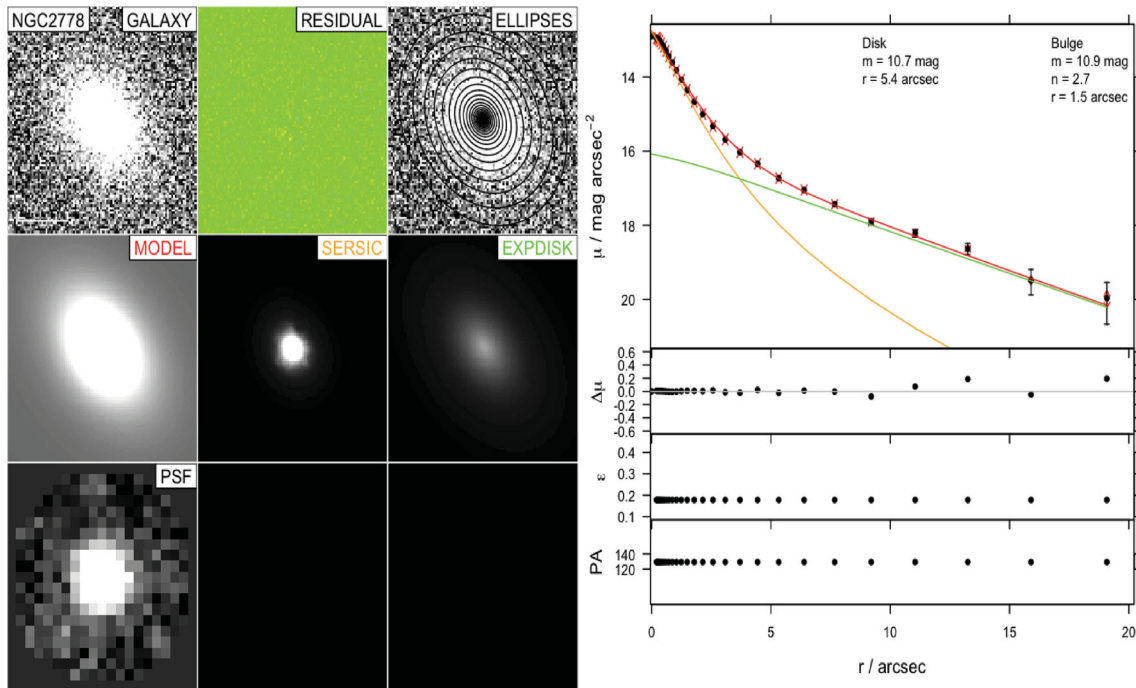 NGC2778 GALAXY RESIDUAL ELLIPSES
MODEL SERSIC EXPDISK
PSF
Disk
m = 10.7 mag
r = 5.4 arcsec
Bulge
m = 10.9 mag
n = 2.7
r = 1.5 arcsec
μ / mag arcsec⁻²
14
16
18
20
Δμ
0.6
0.4
0.2
0.0
-0.2
-0.4
-0.6
ε
0.4
0.3
0.2
0.1
PA
140
120
0 5 10 15 20
r / arcsec